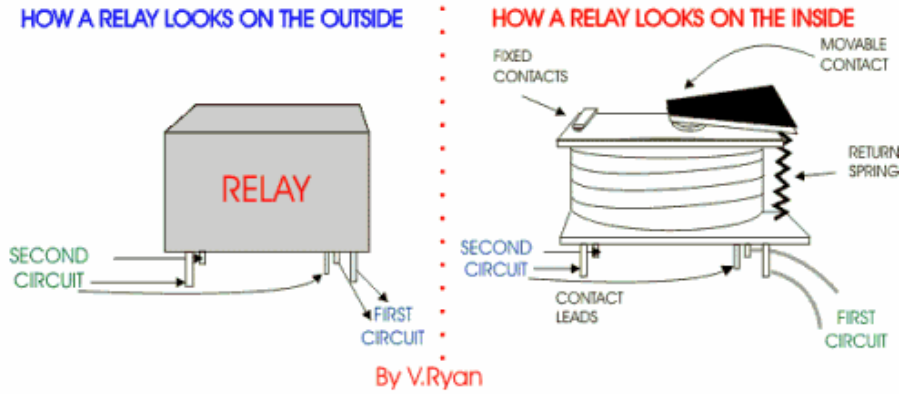 HOW A RELAY LOOKS ON THE OUTSIDE
RELAY
SECOND
CIRCUIT
FIRST
CIRCUIT
HOW A RELAY LOOKS ON THE INSIDE
FIXED
CONTACTS
MOVABLE
CONTACT
RETURN
SPRING
SECOND
CIRCUIT
CONTACT
LEADS
FIRST
CIRCUIT
By V.Ryan